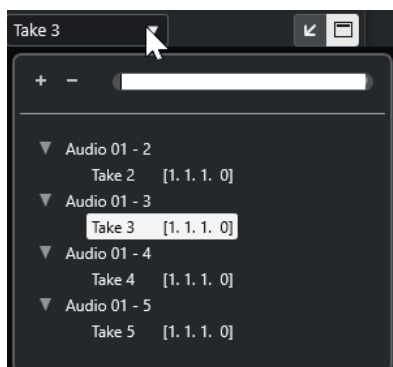 Take 3
+ −
Audio 01 - 2
Take 2 [1. 1. 1. 0]
Audio 01 - 3
Take 3 [1. 1. 1. 0]
Audio 01 - 4
Take 4 [1. 1. 1. 0]
Audio 01 - 5
Take 5 [1. 1. 1. 0]